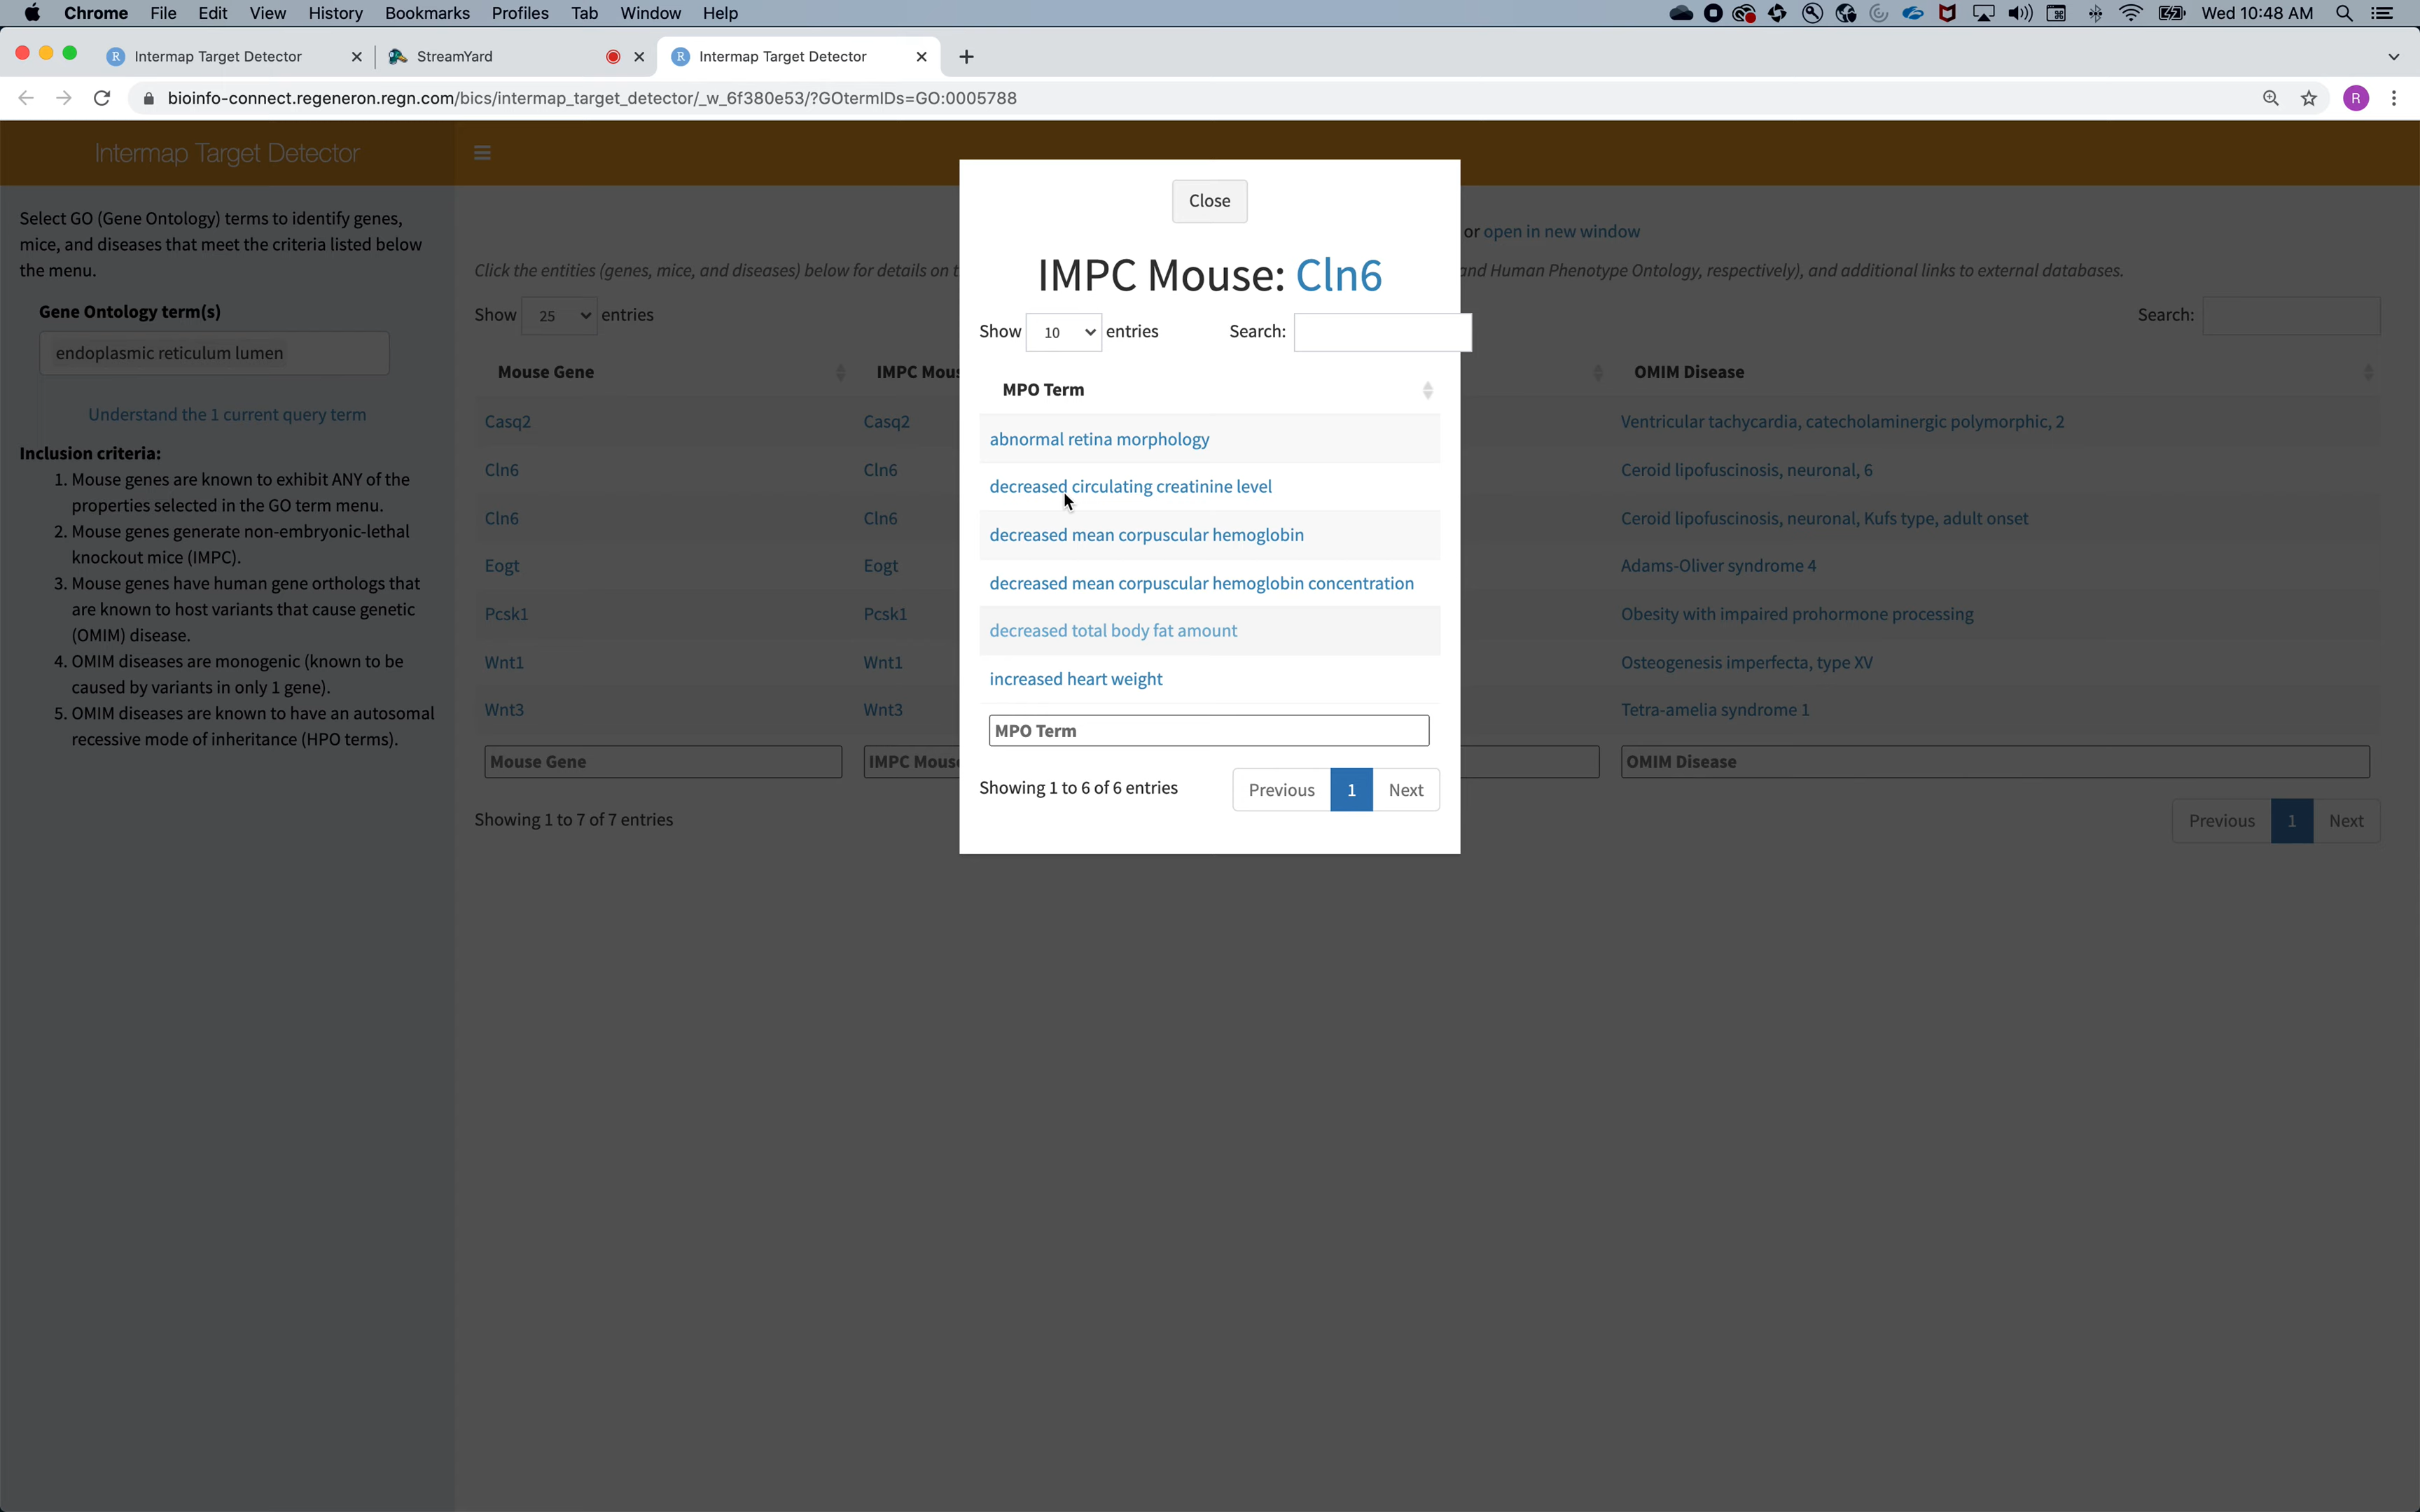 Chrome File Edit View History Bookmarks Profiles Tab Window Help Wed 10:48 AM
Intermap Target Detector StreamYard Intermap Target Detector
bioinfo-connect.regeneron.regn.com/bics/intermap_target_detector/_w_6f380e53/?GOtermIDs=GO:0005788 R
Intermap Target Detector
Select GO (Gene Ontology) terms to identify genes,
mice, and diseases that meet the criteria listed below
the menu.
Gene Ontology term(s)
endoplasmic reticulum lumen
Understand the 1 current query term
Inclusion criteria:
1. Mouse genes are known to exhibit ANY of the
properties selected in the GO term menu.
2. Mouse genes generate non-embryonic-lethal
knockout mice (IMPC).
3. Mouse genes have human gene orthologs that
are known to host variants that cause genetic
(OMIM) disease.
4. OMIM diseases are monogenic (known to be
caused by variants in only 1 gene).
5. OMIM diseases are known to have an autosomal
recessive mode of inheritance (HPO terms).
or open in new window
Click the entities (genes, mice, and diseases) below for details on t
and Human Phenotype Ontology, respectively), and additional links to external databases.
Show 25 entries
Search:
Mouse Gene IMPC Mous OMIM Disease
Casq2 Casq2 Ventricular tachycardia, catecholaminergic polymorphic, 2
Cln6 Cln6 Ceroid lipofuscinosis, neuronal, 6
Cln6 Cln6 Ceroid lipofuscinosis, neuronal, Kufs type, adult onset
Eogt Eogt Adams-Oliver syndrome 4
Pcsk1 Pcsk1 Obesity with impaired prohormone processing
Wnt1 Wnt1 Osteogenesis imperfecta, type XV
Wnt3 Wnt3 Tetra-amelia syndrome 1
Mouse Gene IMPC Mouse OMIM Disease
Showing 1 to 7 of 7 entries
Previous 1 Next
Close
IMPC Mouse: Cln6
Show 10 entries Search:
MPO Term
abnormal retina morphology
decreased circulating creatinine level
decreased mean corpuscular hemoglobin
decreased mean corpuscular hemoglobin concentration
decreased total body fat amount
increased heart weight
MPO Term
Showing 1 to 6 of 6 entries Previous 1 Next